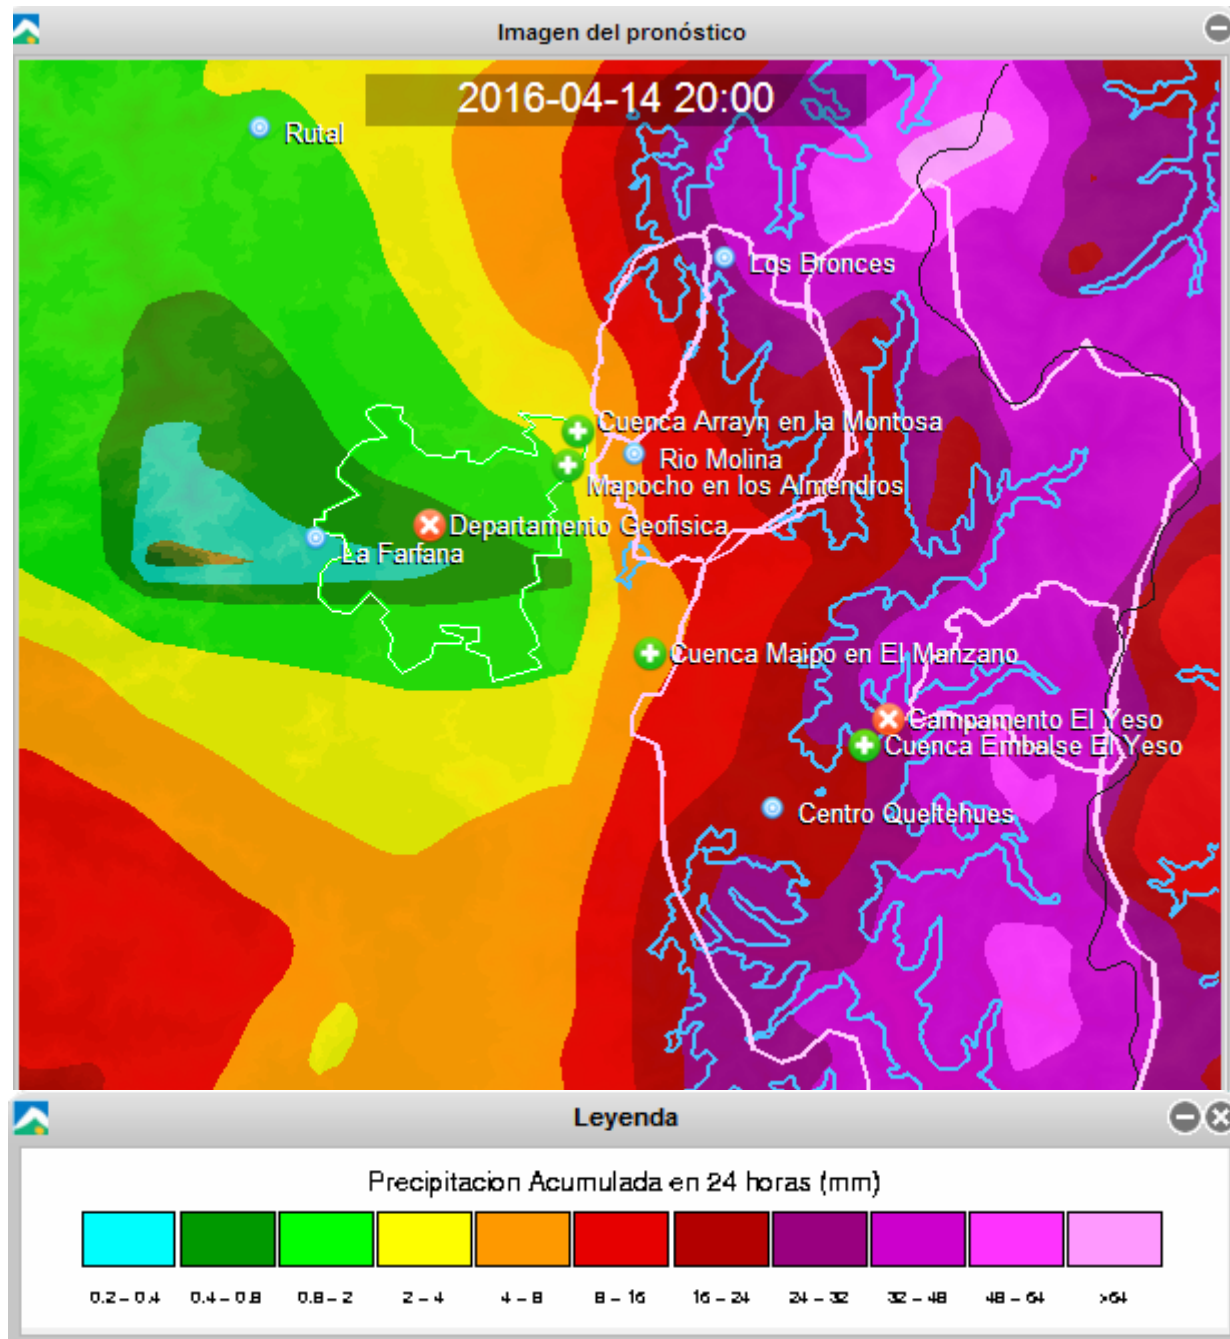 Imagen del pronóstico
2016-04-14 20:00
Rutal
Los Bronces
Cuenca Arrayn en la Montosa
Rio Molina
Mapocho en los Almendros
Departamento Geofisica
La Farfana
Cuenca Maipo en El Manzano
Campamento El Yeso
Cuenca Embalse El Yeso
Centro Queltehues
Leyenda
Precipitacion Acumulada en 24 horas (mm)
0.2 – 0.4 0.4 – 0.8 0.8 – 2 2 – 4 4 – 8 8 – 16 16 – 24 24 – 32 32 – 48 48 – 64 >64